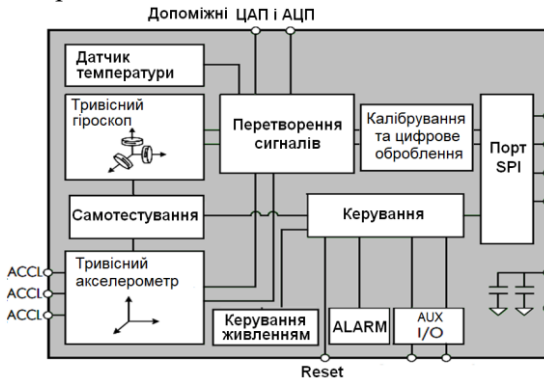 Допоміжні ЦАП і АЦП
Датчик
температури
Тривісний
гіроскоп
Перетворення
сигналів
Калібрування
та цифрове
оброблення
Порт
SPI
Самотестування
Керування
Тривісний
акселерометр
ACCL
ACCL
ACCL
Керування
живленням
ALARM
AUX
I/O
Reset